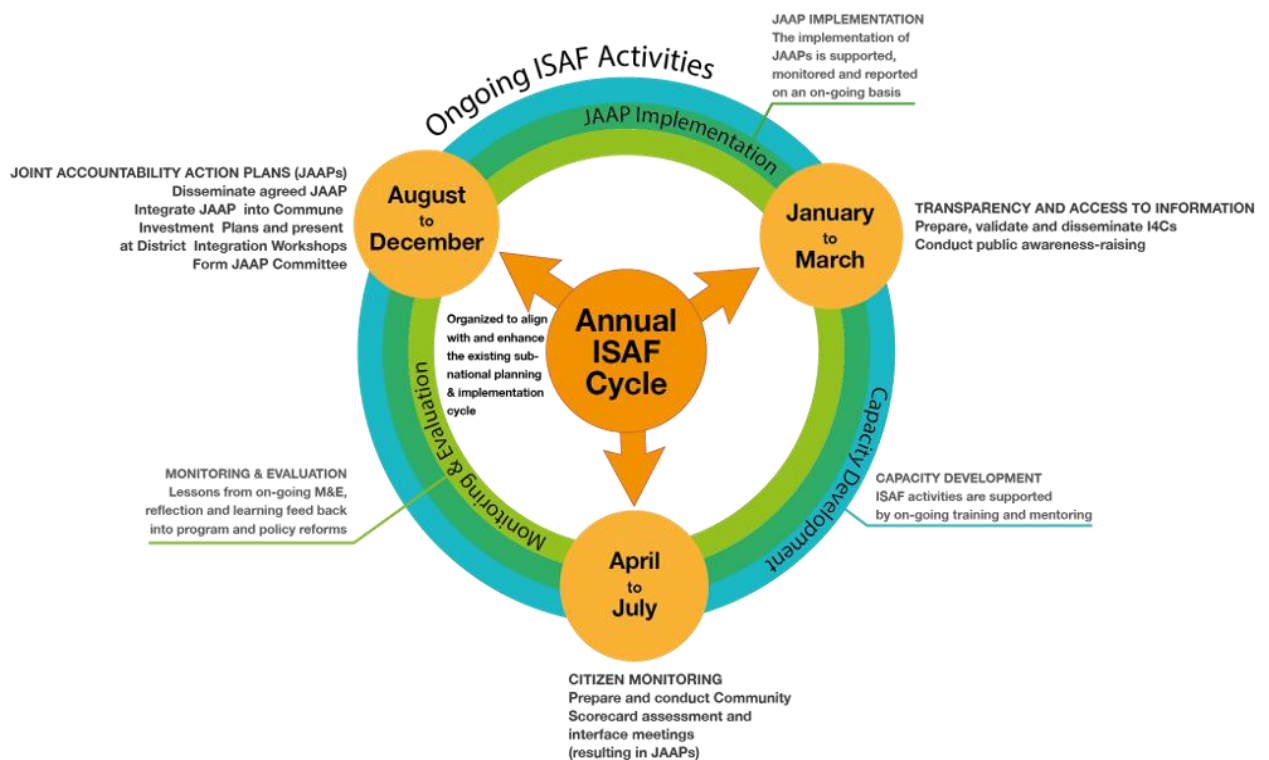 JAAP IMPLEMENTATION
The implementation of
JAAPs is supported,
monitored and reported
on an on-going basis
Ongoing ISAF Activities
JAAP Implementation
JOINT ACCOUNTABILITY ACTION PLANS (JAAPs)
Disseminate agreed JAAP
Integrate JAAP into Commune
Investment Plans and present
at District Integration Workshops
Form JAAP Committee
August
to
December
January
to
March
TRANSPARENCY AND ACCESS TO INFORMATION
Prepare, validate and disseminate I4Cs
Conduct public awareness-raising
Organized to align
with and enhance
the existing sub-
national planning
& implementation
cycle
Annual
ISAF
Cycle
Monitoring & Evaluation
Capacity Development
MONITORING & EVALUATION
Lessons from on-going M&E,
reflection and learning feed back
into program and policy reforms
CAPACITY DEVELOPMENT
ISAF activities are supported
by on-going training and mentoring
April
to
July
CITIZEN MONITORING
Prepare and conduct Community
Scorecard assessment and
interface meetings
(resulting in JAAPs)